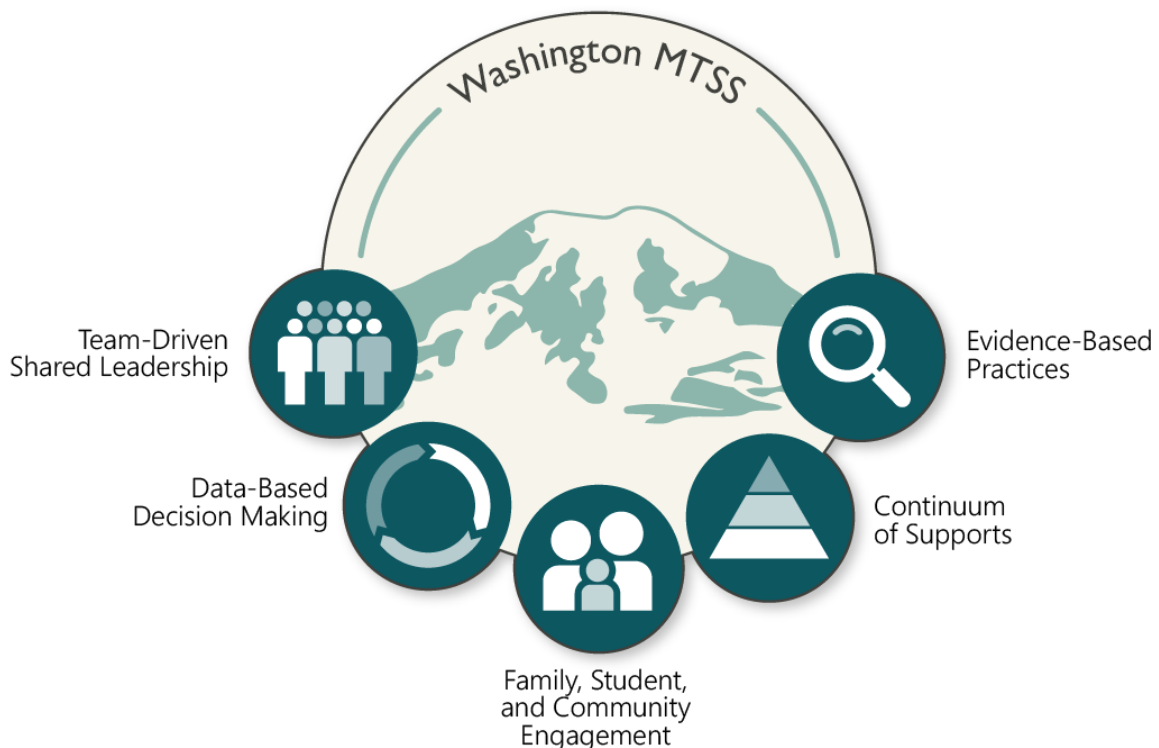 Washington MTSS
Team-Driven
Shared Leadership
Evidence-Based
Practices
Data-Based
Decision Making
Continuum
of Supports
Family, Student,
and Community
Engagement